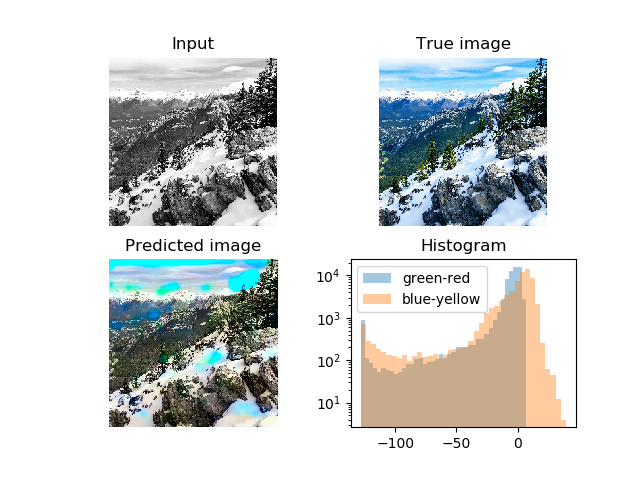 Input
True image
Predicted image
Histogram
green-red
blue-yellow
10⁴
10³
10²
10¹
−100
−50
0